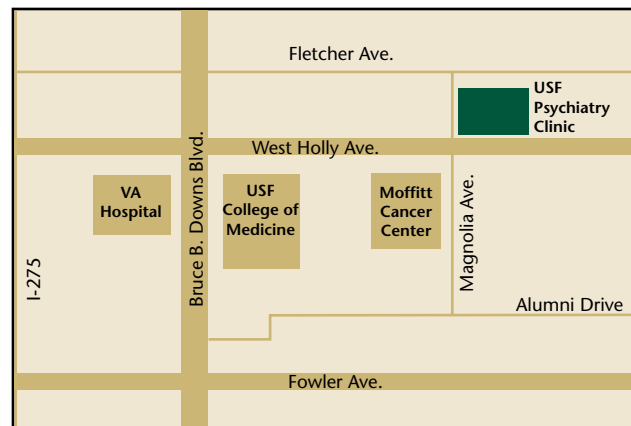 Fletcher Ave.
USF
Psychiatry
Clinic
West Holly Ave.
VA
Hospital
Bruce B. Downs Blvd.
USF
College of
Medicine
Moffitt
Cancer
Center
Magnolia Ave.
I-275
Alumni Drive
Fowler Ave.